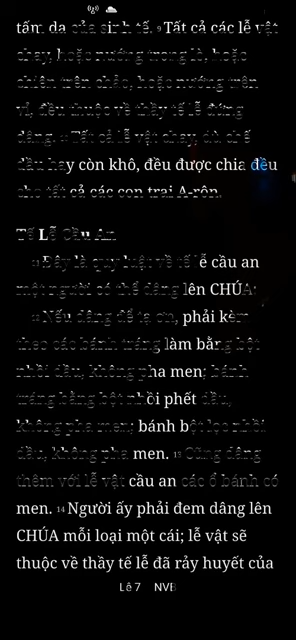 tấm da của sinh tế. 9 Tất cả các lễ vật
chay, hoặc nướng trong lò, hoặc
chiên trên chảo, hoặc nướng trên
vỉ, đều thuộc về thầy tế lễ đứng
dâng. 10 Tất cả lễ vật chay, dù chế
dầu hay còn khô, đều được chia đều
cho tất cả các con trai A-rôn.
Tế Lễ Cầu An
11 Đây là quy luật về tế lễ cầu an
một người có thể dâng lên CHÚA:
12 Nếu dâng để tạ ơn, phải kèm
theo các bánh tráng làm bằng bột
nhồi dầu, không pha men; bánh
tráng bằng bột nhồi phết dầu,
không pha men; bánh bột lọc nhồi
dầu, không pha men. 13 Cũng dâng
thêm với lễ vật cầu an các ổ bánh có
men. 14 Người ấy phải đem dâng lên
CHÚA mỗi loại một cái; lễ vật sẽ
thuộc về thầy tế lễ đã rảy huyết của
Lê 7 NVB